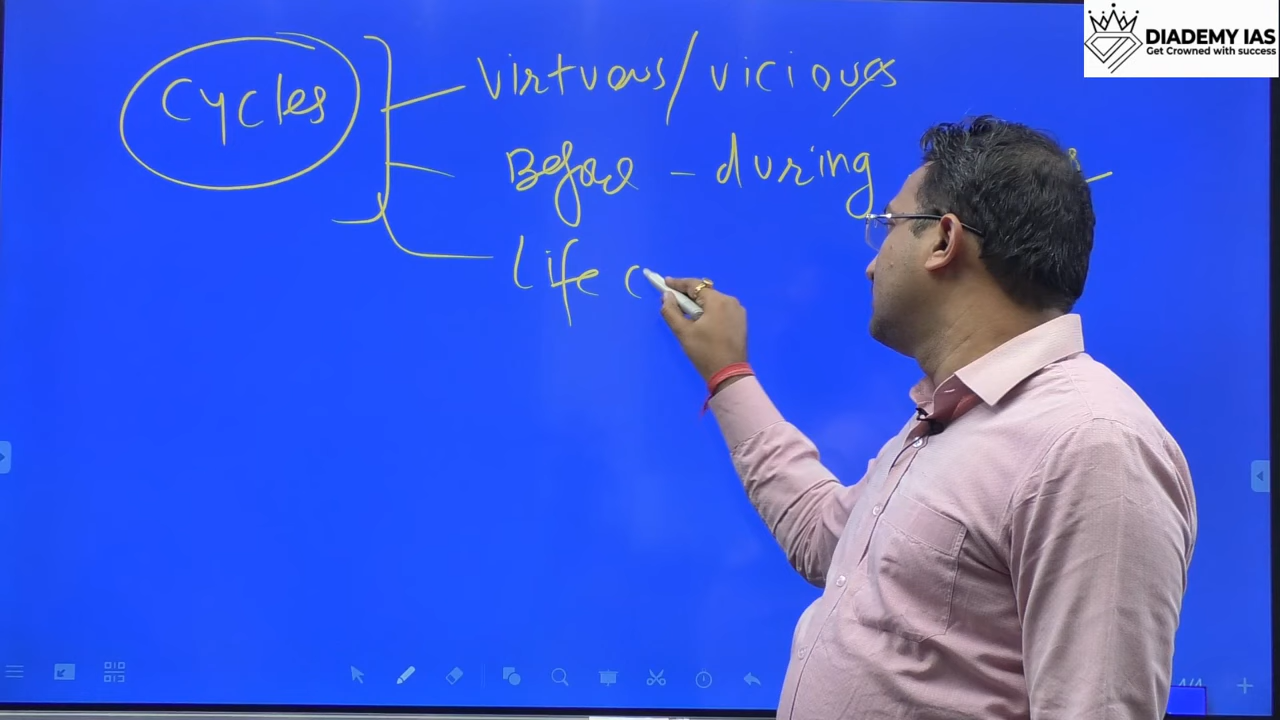 DIADEMY IAS
Get Crowned with success
Cycles
virtuous/vicious
Before - during
Life c